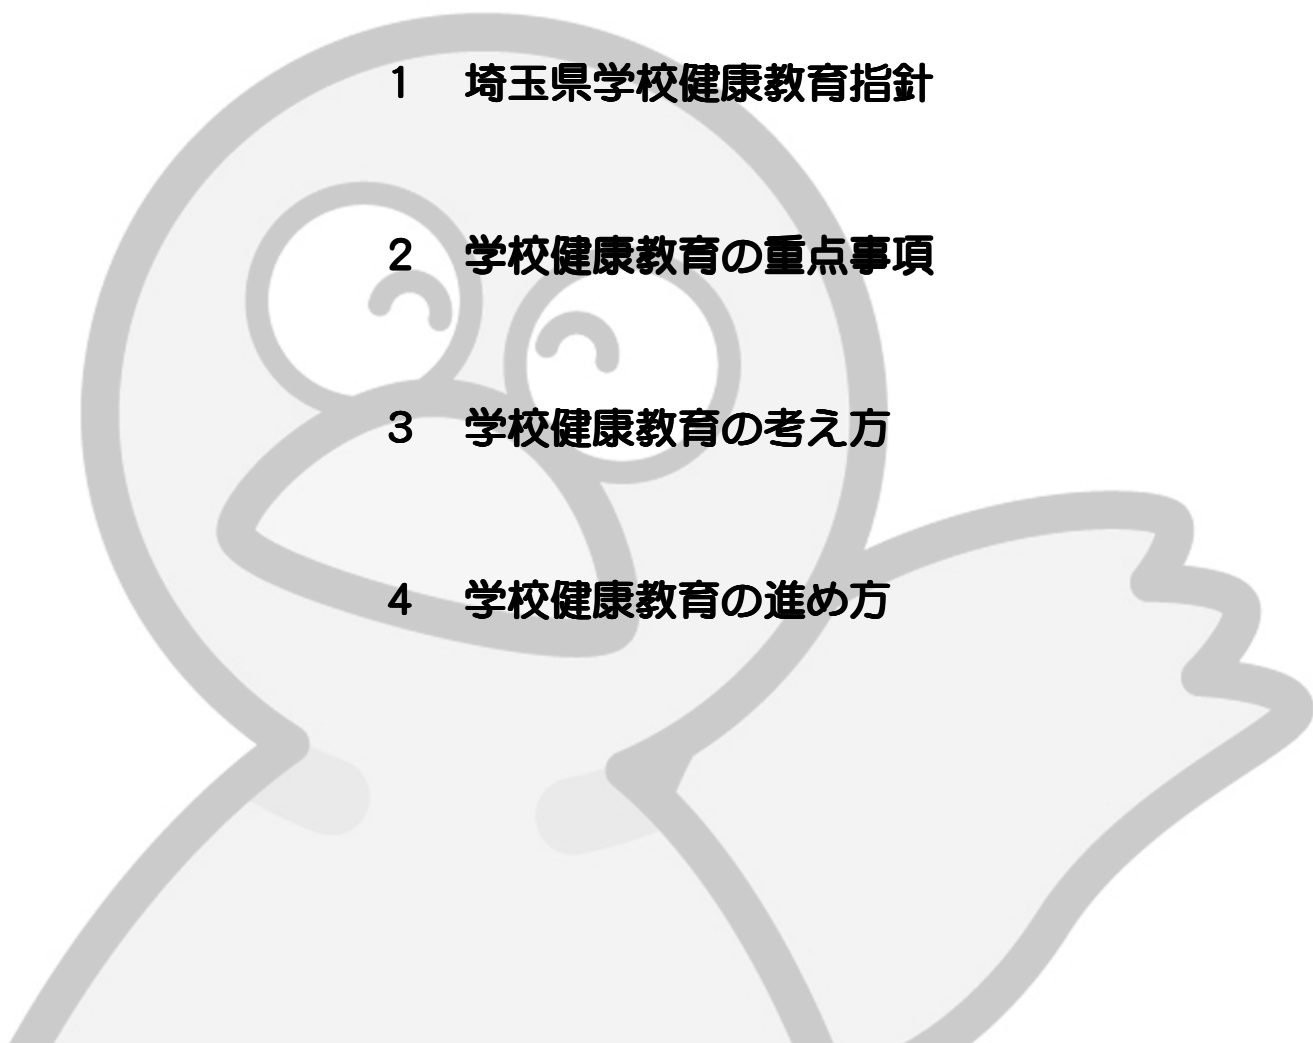 1 埼玉県学校健康教育指針
2 学校健康教育の重点事項
3 学校健康教育の考え方
4 学校健康教育の進め方